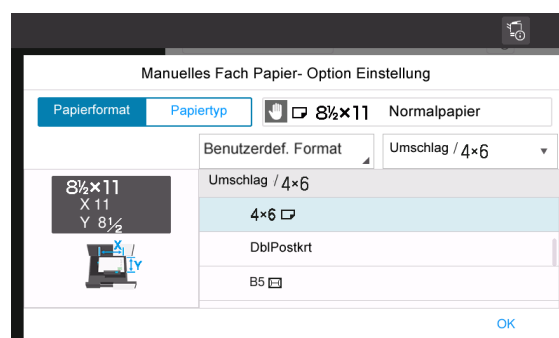 Manuelles Fach Papier- Option Einstellung
Papierformat Papiertyp 8½×11 Normalpapier
Benutzerdef. Format Umschlag / 4×6
8½×11
X 11
Y 8½
X
Y
Umschlag / 4×6
4×6
DblPostkrt
B5
OK